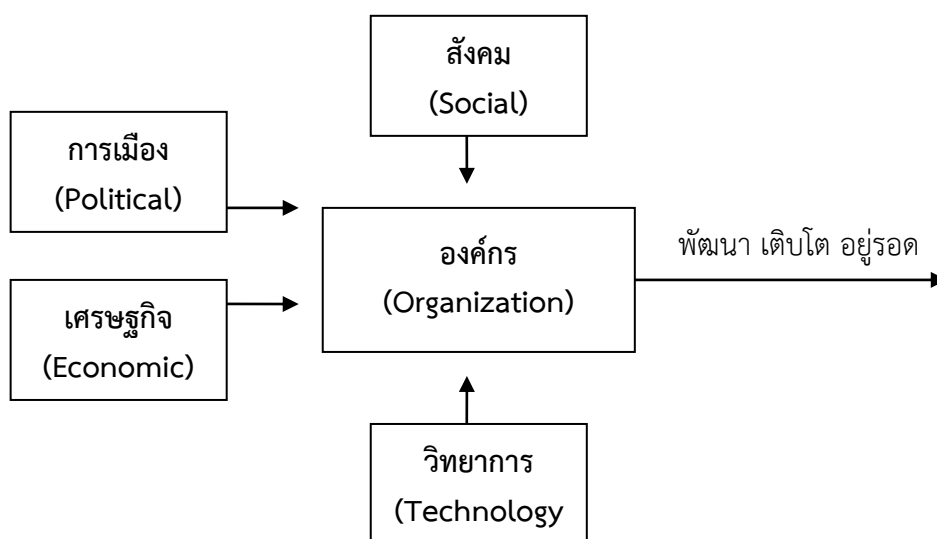 สังคม
(Social)
การเมือง
(Political)
องค์กร
(Organization)
พัฒนา เติบโต อยู่รอด
เศรษฐกิจ
(Economic)
วิทยาการ
(Technology